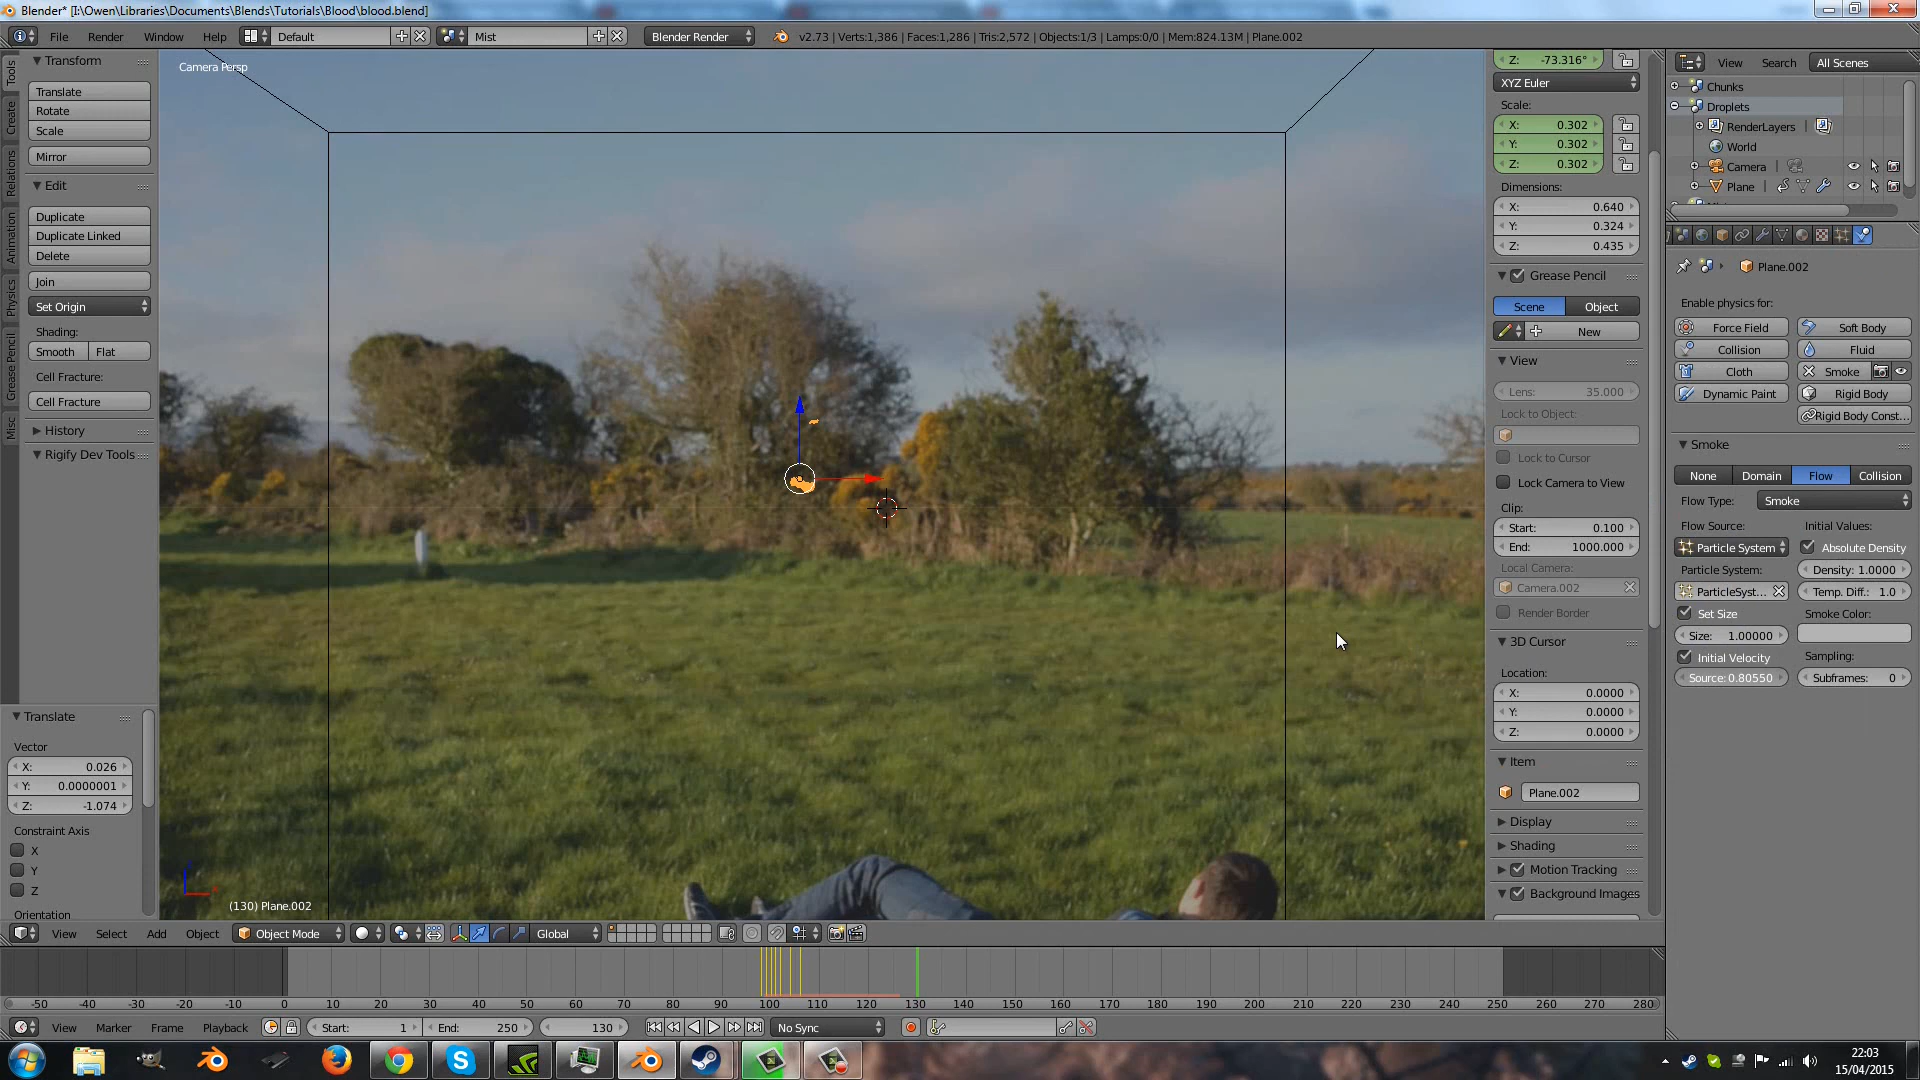 Blender* [I:\Owen\Libraries\Documents\Blends\Tutorials\Blood\blood.blend]
File Render Window Help Default Mist Blender Render v2.73 | Verts:1,386 | Faces:1,286 | Tris:2,572 | Objects:1/3 | Lamps:0/0 | Mem:824.13M | Plane.002
Tools
Create
Relations
Animation
Physics
Grease Pencil
Misc
Transform
Translate
Rotate
Scale
Mirror
Edit
Duplicate
Duplicate Linked
Delete
Join
Set Origin
Shading:
Smooth Flat
Cell Fracture:
Cell Fracture
History
Rigify Dev Tools
Translate
Vector
X: 0.026
Y: 0.0000001
Z: -1.074
Constraint Axis
X
Y
Z
Orientation
Camera Persp
(130) Plane.002
Z: -73.316°
XYZ Euler
Scale:
X: 0.302
Y: 0.302
Z: 0.302
Dimensions:
X: 0.640
Y: 0.324
Z: 0.435
Grease Pencil
Scene Object
New
View
Lens: 35.000
Lock to Object:
Lock to Cursor
Lock Camera to View
Clip:
Start: 0.100
End: 1000.000
Local Camera:
Camera.002
Render Border
3D Cursor
Location:
X: 0.0000
Y: 0.0000
Z: 0.0000
Item
Plane.002
Display
Shading
Motion Tracking
Background Images
View Search All Scenes
Chunks
Droplets
RenderLayers |
World
Camera |
Plane |
Plane.002
Enable physics for:
Force Field Soft Body
Collision Fluid
Cloth Smoke
Dynamic Paint Rigid Body
Rigid Body Const...
Smoke
None Domain Flow Collision
Flow Type: Smoke
Flow Source: Initial Values:
Particle System Absolute Density
Particle System: Density: 1.0000
ParticleSyst... Temp. Diff.: 1.0
Set Size Smoke Color:
Size: 1.00000
Initial Velocity Sampling:
Source: 0.80550 Subframes: 0
View Select Add Object Object Mode Global
-50 -40 -30 -20 -10 0 10 20 30 40 50 60 70 80 90 100 110 120 130 140 150 160 170 180 190 200 210 220 230 240 250 260 270 280
View Marker Frame Playback Start: 1 End: 250 130 No Sync
22:03
15/04/2015